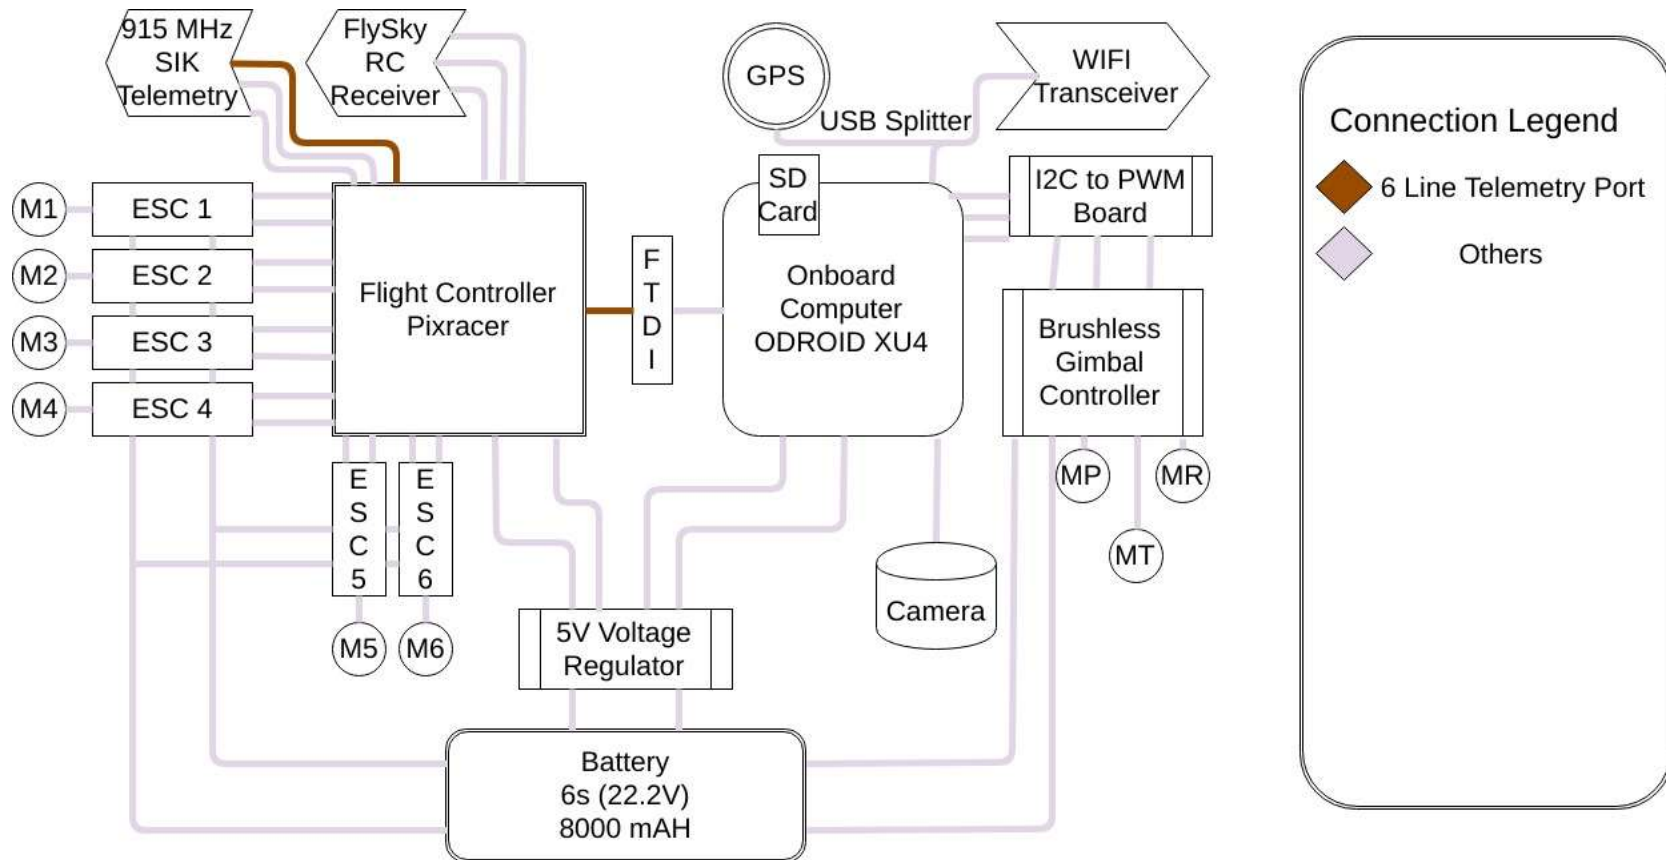 915 MHz
SIK
Telemetry
FlySky
RC
Receiver
GPS
USB Splitter
WIFI
Transceiver
Connection Legend
6 Line Telemetry Port
Others
SD
Card
I2C to PWM
Board
M1
ESC 1
M2
ESC 2
M3
ESC 3
M4
ESC 4
Flight Controller
Pixracer
F
T
D
I
Onboard
Computer
ODROID XU4
Brushless
Gimbal
Controller
E
S
C
5
E
S
C
6
MP
MR
MT
M5
M6
5V Voltage
Regulator
Camera
Battery
6s (22.2V)
8000 mAH